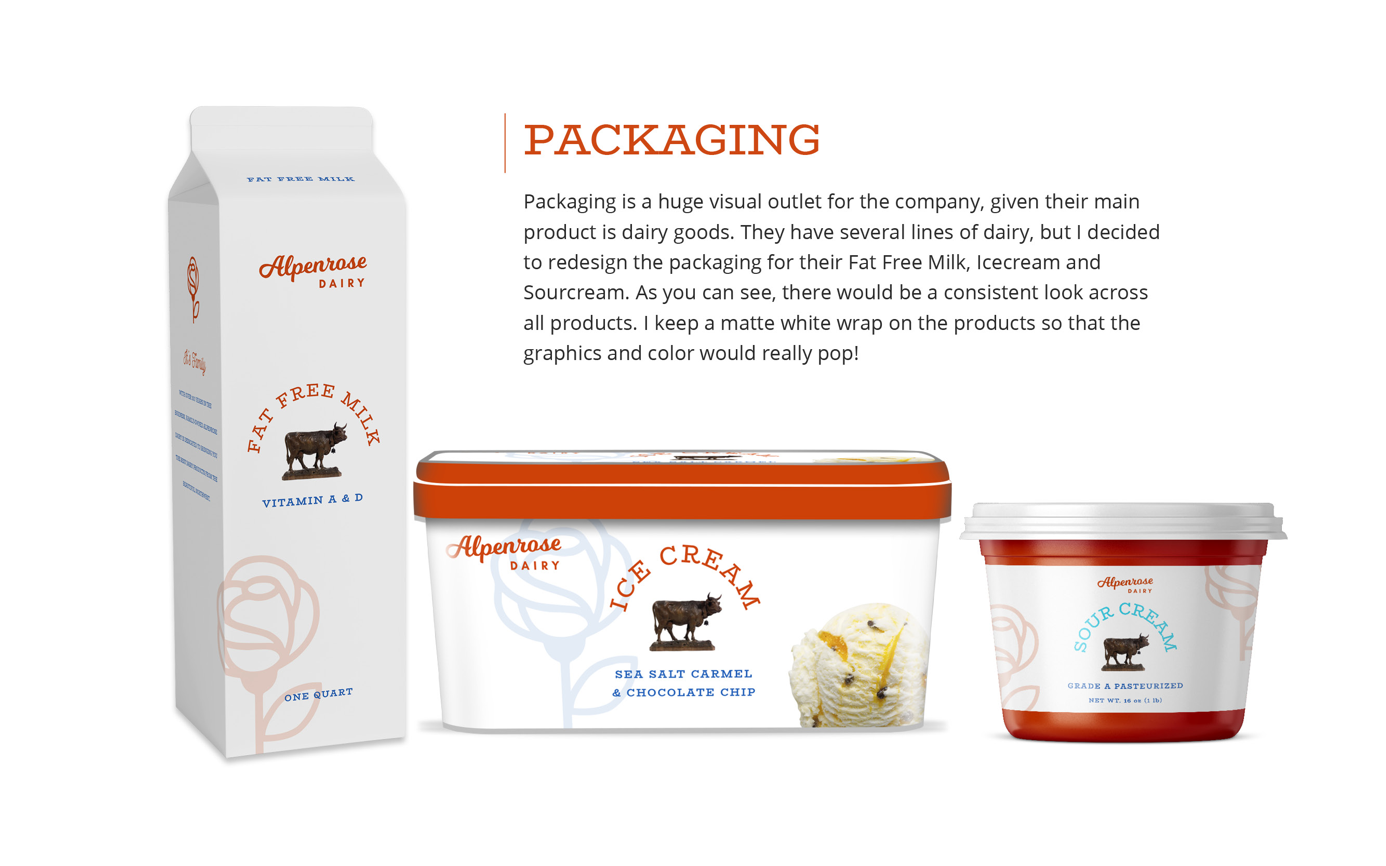 PACKAGING
Packaging is a huge visual outlet for the company, given their main
product is dairy goods. They have several lines of dairy, but I decided
to redesign the packaging for their Fat Free Milk, Icecream and
Sourcream. As you can see, there would be a consistent look across
all products. I keep a matte white wrap on the products so that the
graphics and color would really pop!
FAT FREE MILK
Alpenrose
DAIRY
FAT FREE MILK
VITAMIN A & D
ONE QUART
It's Family
Alpenrose
DAIRY
ICE CREAM
SEA SALT CARMEL
& CHOCOLATE CHIP
Alpenrose
DAIRY
SOUR CREAM
GRADE A PASTEURIZED
NET WT. 16 oz (1 lb)